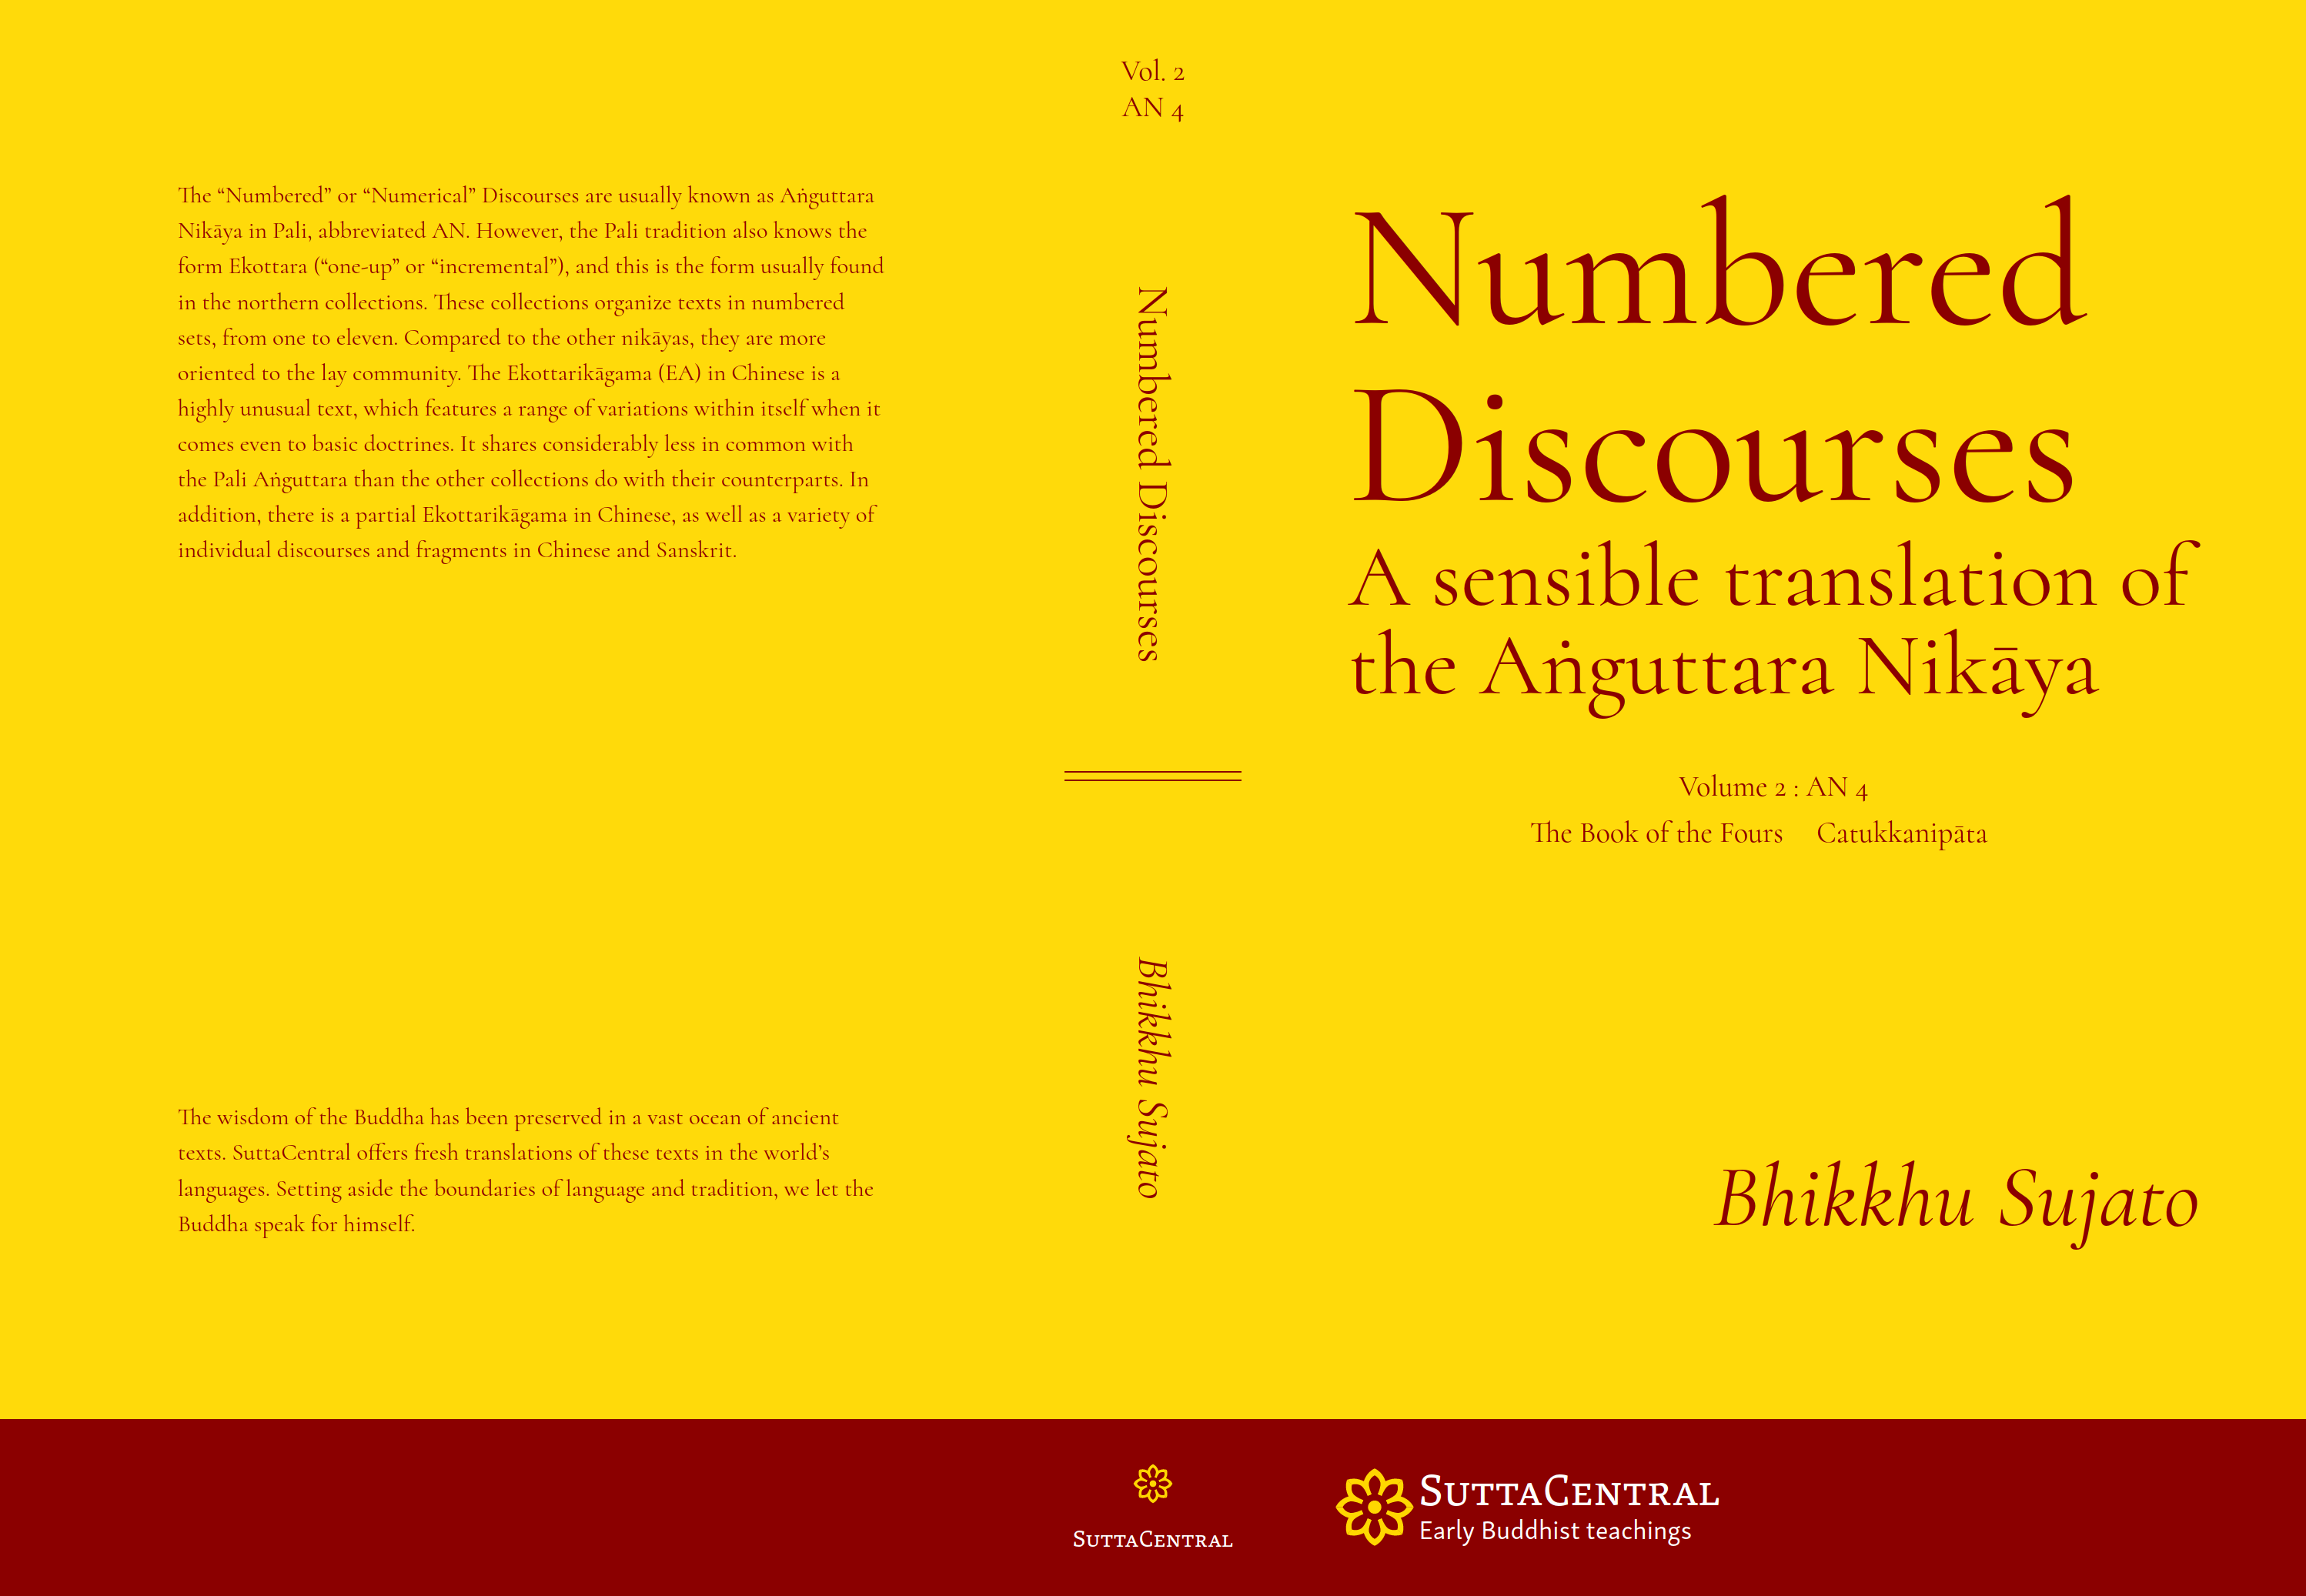 The “Numbered” or “Numerical” Discourses are usually known as Aṅguttara
Nikāya in Pali, abbreviated AN. However, the Pali tradition also knows the
form Ekottara (“one-up” or “incremental”), and this is the form usually found
in the northern collections. These collections organize texts in numbered
sets, from one to eleven. Compared to the other nikāyas, they are more
oriented to the lay community. The Ekottarikāgama (EA) in Chinese is a
highly unusual text, which features a range of variations within itself when it
comes even to basic doctrines. It shares considerably less in common with
the Pali Aṅguttara than the other collections do with their counterparts. In
addition, there is a partial Ekottarikāgama in Chinese, as well as a variety of
individual discourses and fragments in Chinese and Sanskrit.
The wisdom of the Buddha has been preserved in a vast ocean of ancient
texts. SuttaCentral offers fresh translations of these texts in the world’s
languages. Setting aside the boundaries of language and tradition, we let the
Buddha speak for himself.
Vol. 2
AN 4
Numbered Discourses
Bhikkhu Sujato
SuttaCentral
Numbered
Discourses
A sensible translation of
the Aṅguttara Nikāya
Volume 2 : AN 4
The Book of the Fours Catukkanipāta
Bhikkhu Sujato
SuttaCentral
Early Buddhist teachings